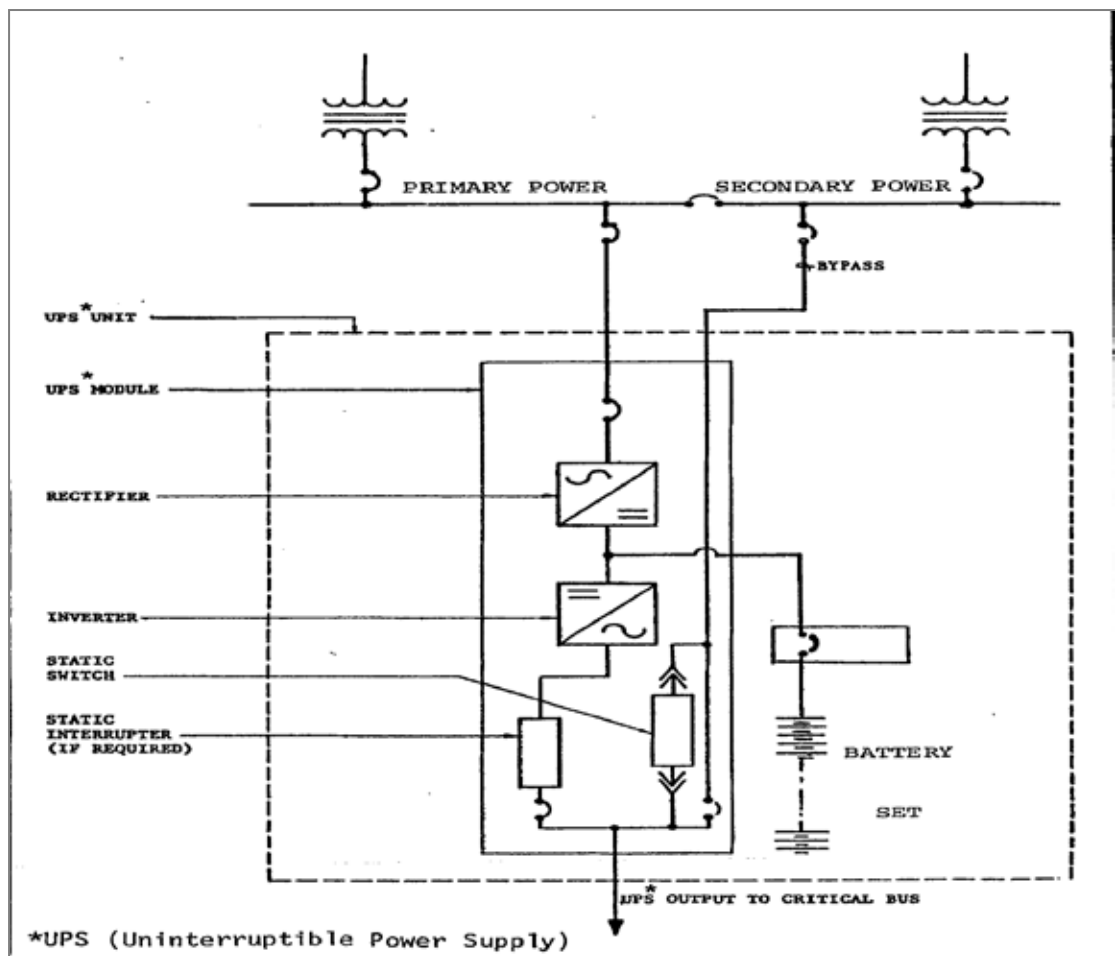 PRIMARY POWER
SECONDARY POWER
BYPASS
UPS* UNIT
UPS* MODULE
RECTIFIER
INVERTER
STATIC
SWITCH
STATIC
INTERRUPTER
(IF REQUIRED)
BATTERY
SET
UPS* OUTPUT TO CRITICAL BUS
*UPS (Uninterruptible Power Supply)